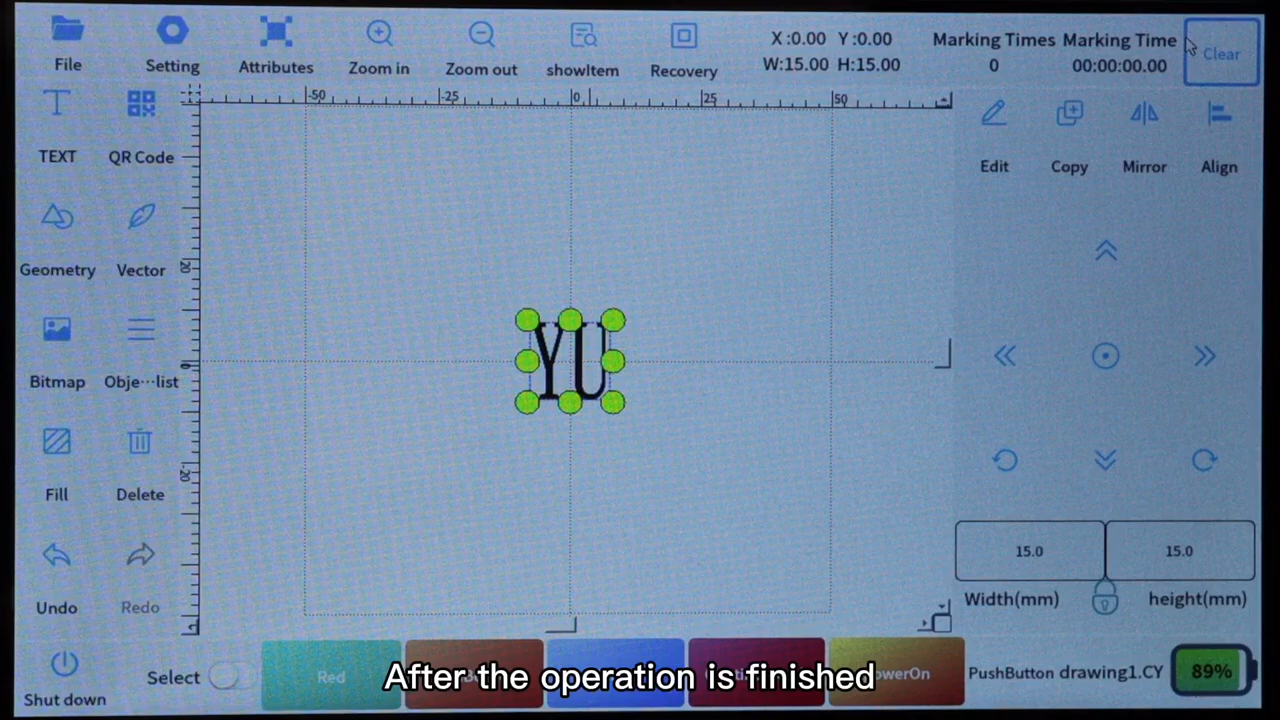 File
Setting
Attributes
Zoom in
Zoom out
showItem
Recovery
X :0.00 Y :0.00
W:15.00 H:15.00
Marking Times
0
Marking Time
00:00:00.00
Clear
TEXT
QR Code
Geometry
Vector
Bitmap
Obje···list
Fill
Delete
Undo
Redo
Shut down
-50
-25
0
25
50
20
0
-20
YU
Edit
Copy
Mirror
Align
15.0
15.0
Width(mm)
height(mm)
Select
Red
After the operation is finished
PushButton
drawing1.CY
89%